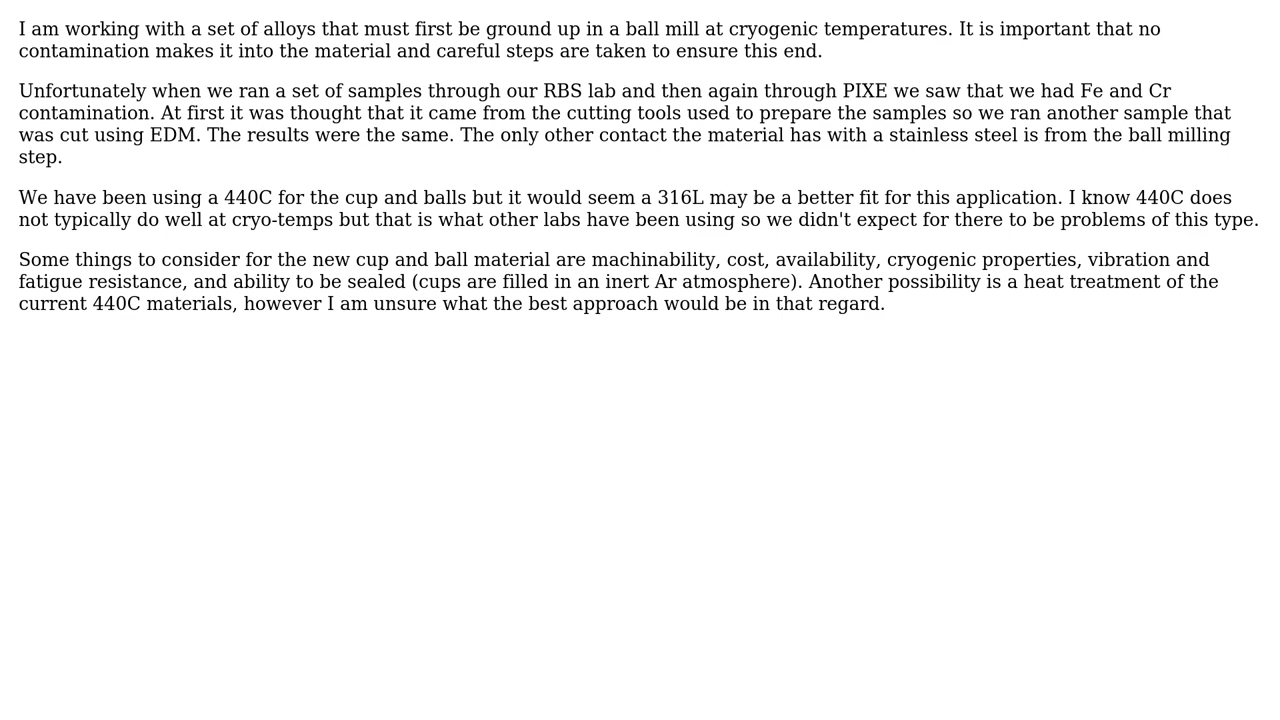 I am working with a set of alloys that must first be ground up in a ball mill at cryogenic temperatures. It is important that no
contamination makes it into the material and careful steps are taken to ensure this end.
Unfortunately when we ran a set of samples through our RBS lab and then again through PIXE we saw that we had Fe and Cr
contamination. At first it was thought that it came from the cutting tools used to prepare the samples so we ran another sample that
was cut using EDM. The results were the same. The only other contact the material has with a stainless steel is from the ball milling
step.
We have been using a 440C for the cup and balls but it would seem a 316L may be a better fit for this application. I know 440C does
not typically do well at cryo-temps but that is what other labs have been using so we didn't expect for there to be problems of this type.
Some things to consider for the new cup and ball material are machinability, cost, availability, cryogenic properties, vibration and
fatigue resistance, and ability to be sealed (cups are filled in an inert Ar atmosphere). Another possibility is a heat treatment of the
current 440C materials, however I am unsure what the best approach would be in that regard.